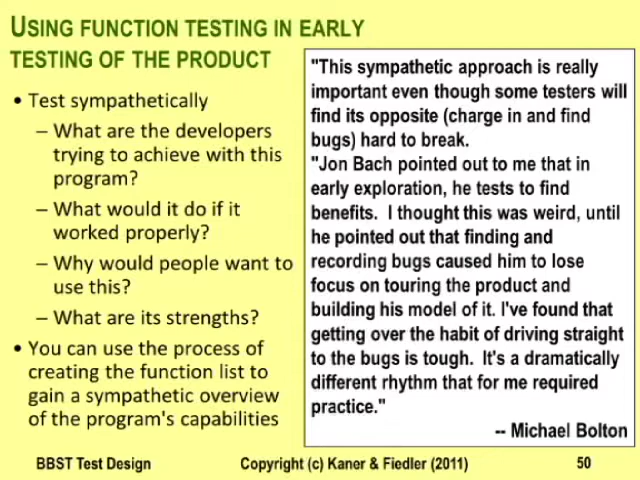 USING FUNCTION TESTING IN EARLY
TESTING OF THE PRODUCT
• Test sympathetically
– What are the developers
trying to achieve with this
program?
– What would it do if it
worked properly?
– Why would people want to
use this?
– What are its strengths?
• You can use the process of
creating the function list to
gain a sympathetic overview
of the program's capabilities
"This sympathetic approach is really
important even though some testers will
find its opposite (charge in and find
bugs) hard to break.
"Jon Bach pointed out to me that in
early exploration, he tests to find
benefits.  I thought this was weird, until
he pointed out that finding and
recording bugs caused him to lose
focus on touring the product and
building his model of it. I've found that
getting over the habit of driving straight
to the bugs is tough.  It's a dramatically
different rhythm that for me required
practice."
-- Michael Bolton
BBST Test Design
Copyright (c) Kaner & Fiedler (2011)
50